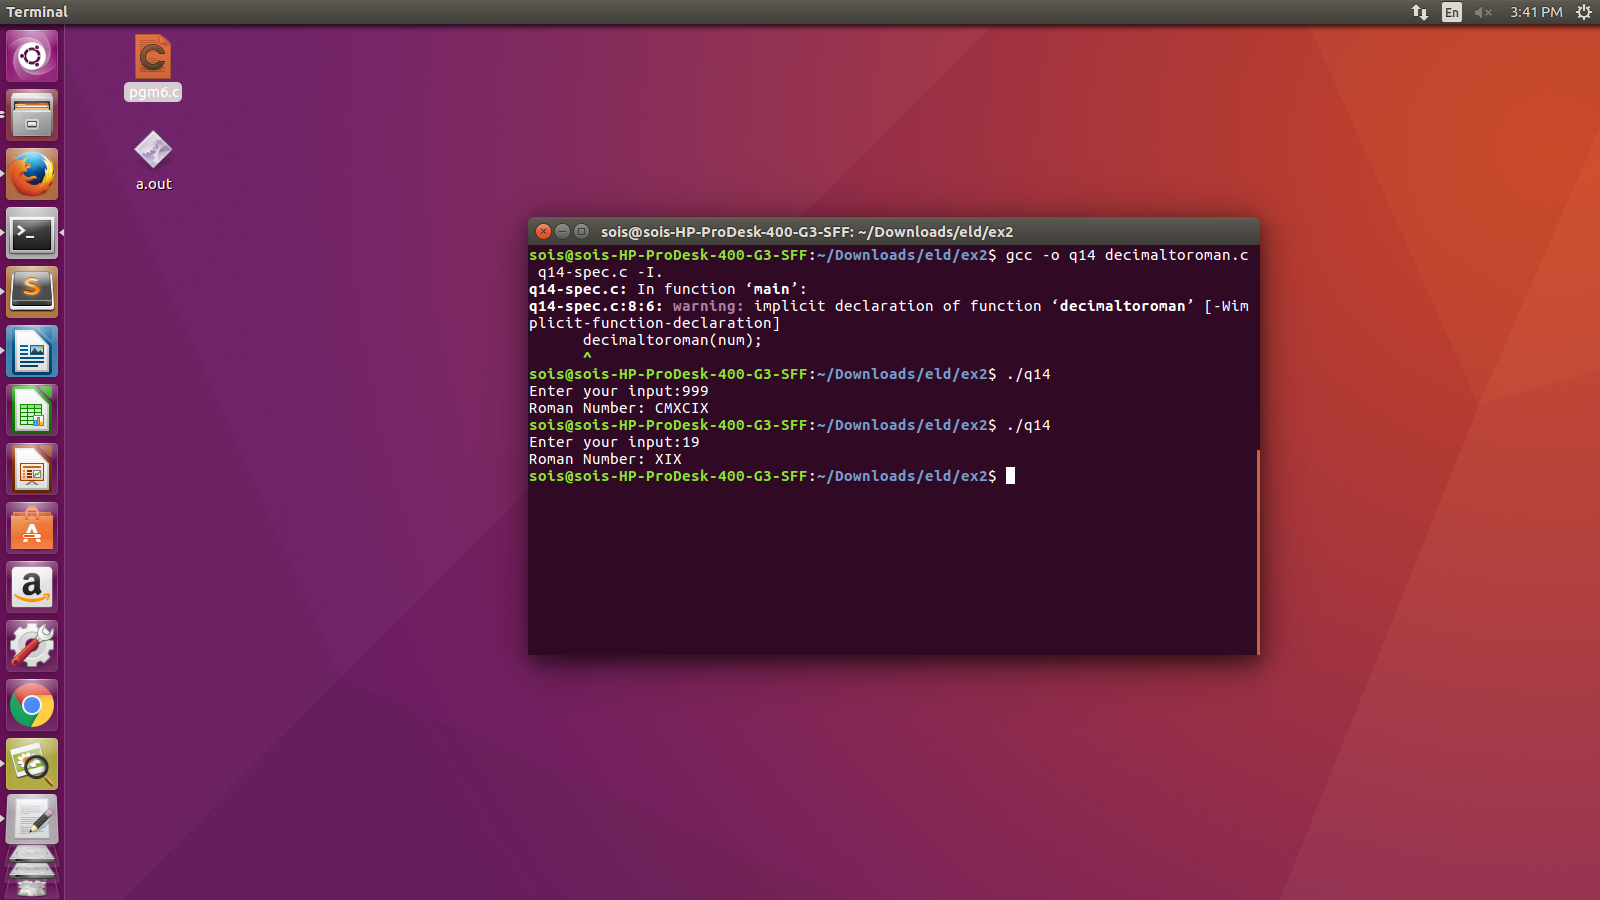 Terminal
En
3:41 PM
pgm6.c
a.out
sois@sois-HP-ProDesk-400-G3-SFF: ~/Downloads/eld/ex2
sois@sois-HP-ProDesk-400-G3-SFF:~/Downloads/eld/ex2$ gcc -o q14 decimaltoroman.c
 q14-spec.c -I.
q14-spec.c: In function ‘main’:
q14-spec.c:8:6: warning: implicit declaration of function ‘decimaltoroman’ [-Wim
plicit-function-declaration]
      decimaltoroman(num);
      ^
sois@sois-HP-ProDesk-400-G3-SFF:~/Downloads/eld/ex2$ ./q14
Enter your input:999
Roman Number: CMXCIX
sois@sois-HP-ProDesk-400-G3-SFF:~/Downloads/eld/ex2$ ./q14
Enter your input:19
Roman Number: XIX
sois@sois-HP-ProDesk-400-G3-SFF:~/Downloads/eld/ex2$